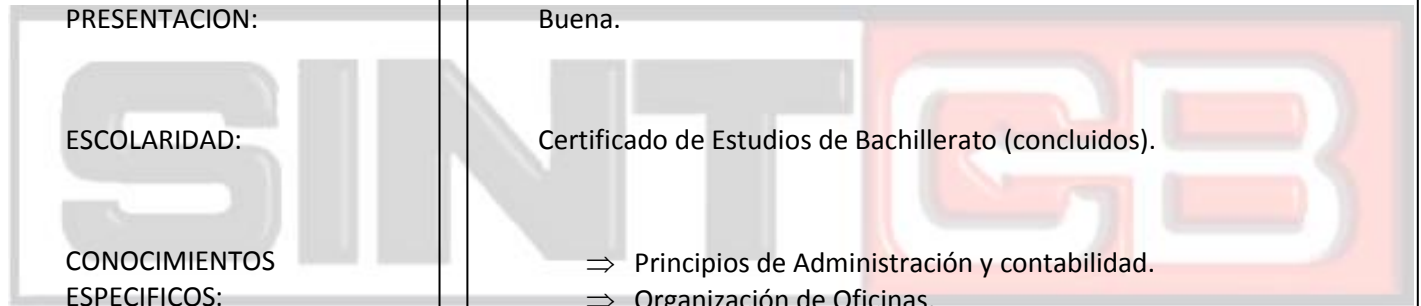 PRESENTACION: Buena.
SINTCB
ESCOLARIDAD: Certificado de Estudios de Bachillerato (concluidos).
CONOCIMIENTOS ⇒ Principios de Administración y contabilidad.
ESPECIFICOS: ⇒ Organización de Oficinas.